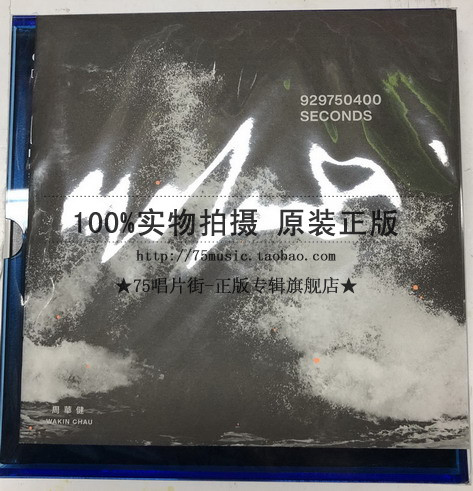 929750400
SECONDS
100%实物拍摄 原装正版
http://75music.taobao.com
★75唱片街-正版专辑旗舰店★
周華健
WAKIN CHAU